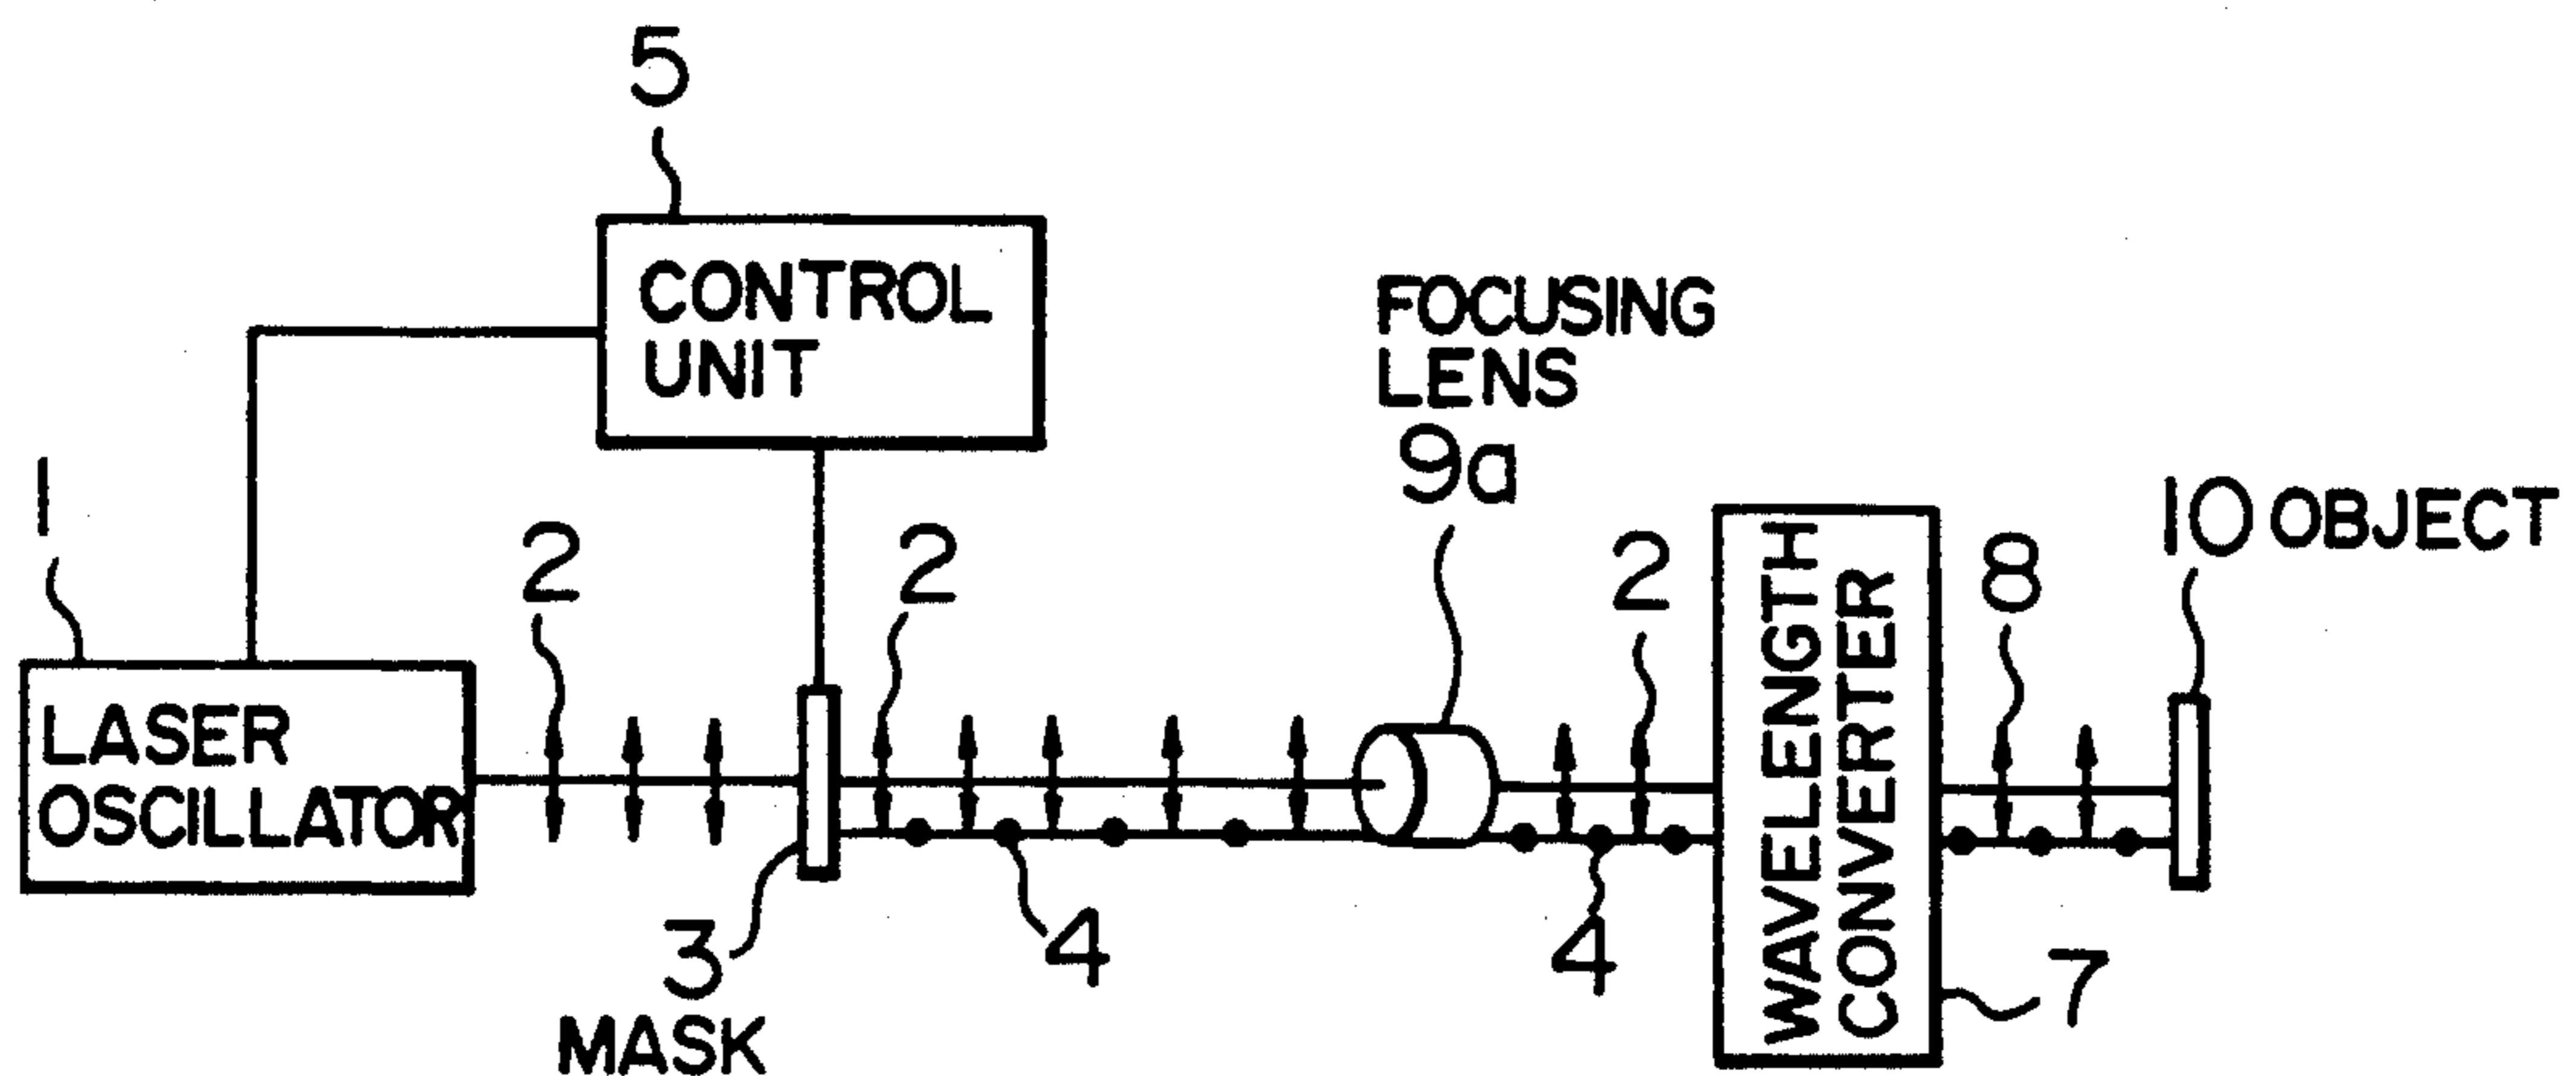 5
CONTROL
UNIT
FOCUSING
LENS
9a
1
2
2
2
8
10 OBJECT
LASER
OSCILLATOR
WAVELENGTH
CONVERTER
3
MASK
4
4
7